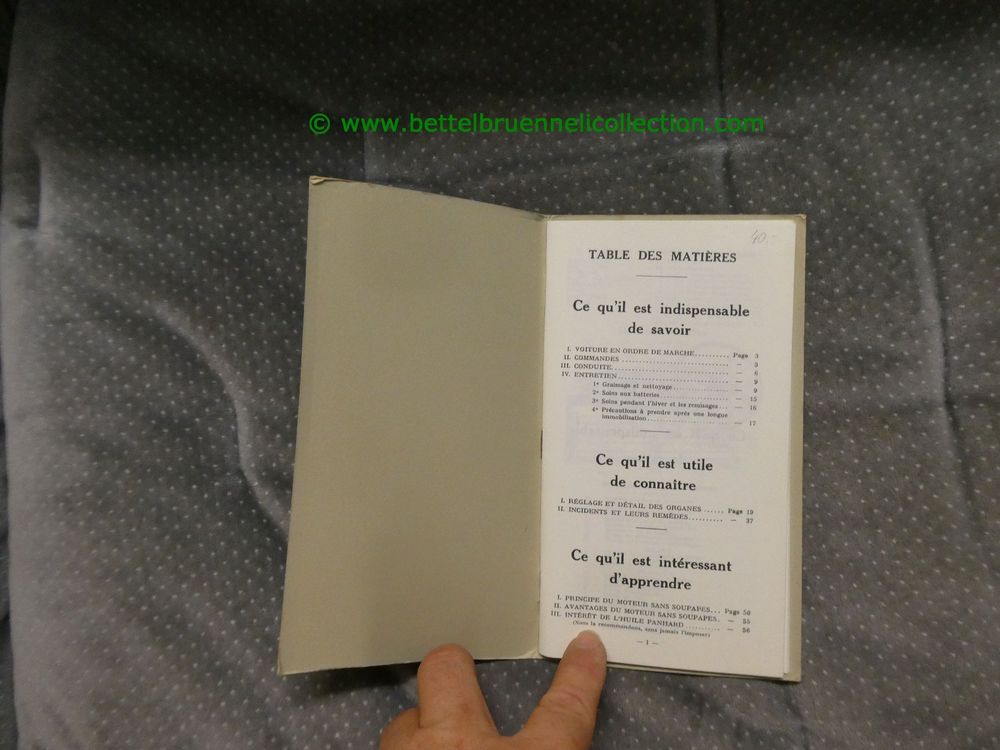 © www.bettelbruennelicollection.com
40.-
TABLE DES MATIÈRES
Ce qu'il est indispensable
de savoir
I. VOITURE EN ORDRE DE MARCHE.......... Page 3
II. COMMANDES ............................ — 3
III. CONDUITE.............................. — 6
IV. ENTRETIEN............................. — 9
1° Graissage et nettoyage............... — 9
2° Soins aux batteries.................. — 15
3° Soins pendant l'hiver et les remisages... — 16
4° Précautions à prendre après une longue
immobilisation...................... — 17
Ce qu'il est utile
de connaître
I. RÉGLAGE ET DÉTAIL DES ORGANES ...... Page 19
II. INCIDENTS ET LEURS REMÈDES.......... — 37
Ce qu'il est intéressant
d'apprendre
I. PRINCIPE DU MOTEUR SANS SOUPAPES... Page 50
II. AVANTAGES DU MOTEUR SANS SOUPAPES. — 55
III. INTÉRÊT DE L'HUILE PANHARD .......... — 56
(Nous la recommandons, sans jamais l'imposer)
— 1 —